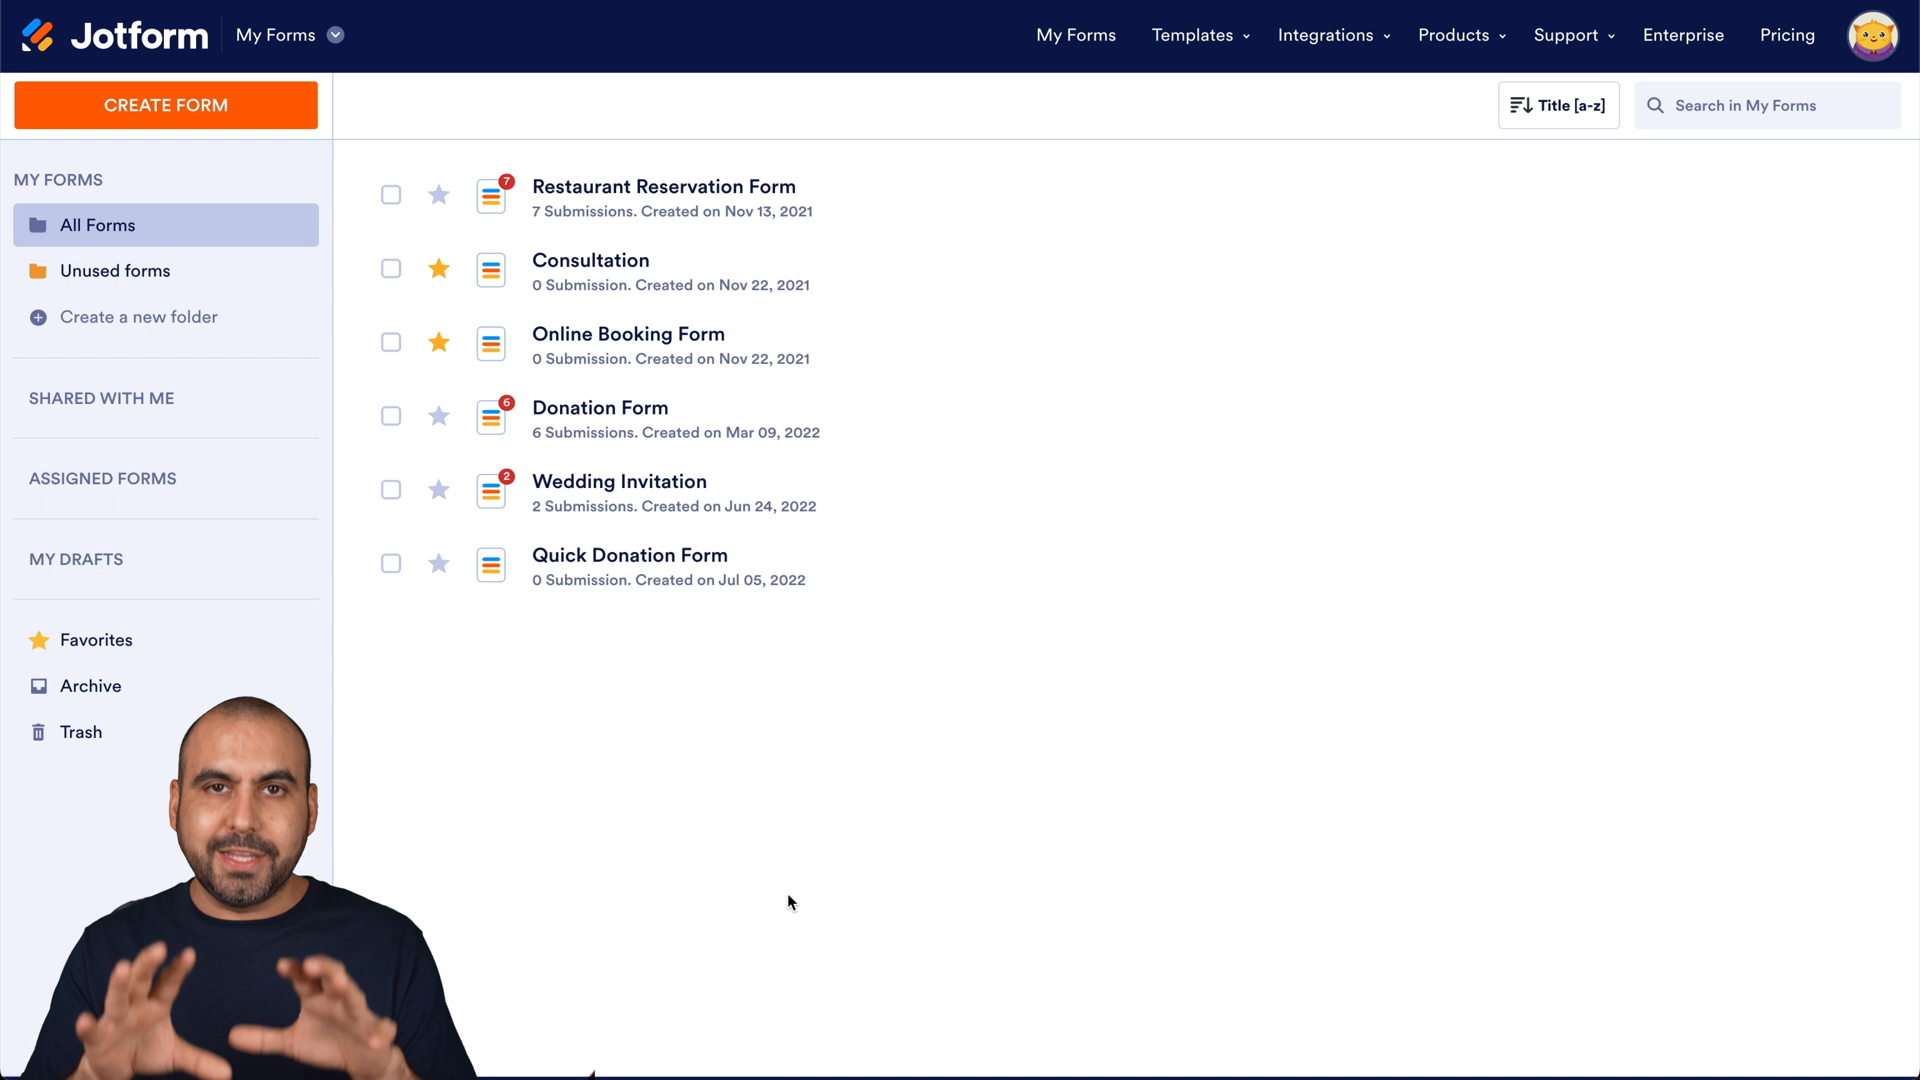 Jotform
My Forms
My Forms
Templates
Integrations
Products
Support
Enterprise
Pricing
CREATE FORM
Title [a-z]
Search in My Forms
MY FORMS
All Forms
Unused forms
Create a new folder
SHARED WITH ME
ASSIGNED FORMS
MY DRAFTS
Favorites
Archive
Trash
7
Restaurant Reservation Form
7 Submissions. Created on Nov 13, 2021
Consultation
0 Submission. Created on Nov 22, 2021
Online Booking Form
0 Submission. Created on Nov 22, 2021
6
Donation Form
6 Submissions. Created on Mar 09, 2022
2
Wedding Invitation
2 Submissions. Created on Jun 24, 2022
Quick Donation Form
0 Submission. Created on Jul 05, 2022